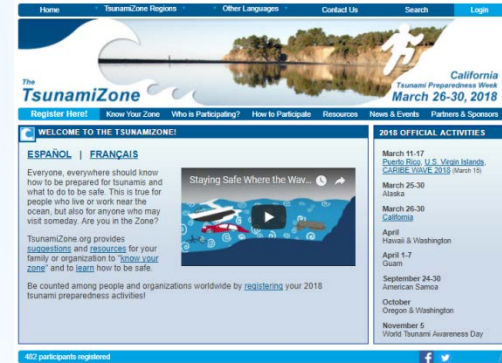 Home TsunamiZone Regions Other Languages Contact Us Search Login
The
TsunamiZone
California
Tsunami Preparedness Week
March 26-30, 2018
Register Here! Know Your Zone Who is Participating? How to Participate Resources News & Events Partners & Sponsors
WELCOME TO THE TSUNAMIZONE!
ESPAÑOL | FRANÇAIS
Everyone, everywhere should know
how to be prepared for tsunamis and
what to do to be safe. This is true for
people who live or work near the
ocean, but also for anyone who may
visit someday. Are you in the Zone?
TsunamiZone.org provides
suggestions and resources for your
family or organization to "know your
zone" and to learn how to be safe.
Staying Safe Where the Wav...
Be counted among people and organizations worldwide by registering your 2018
tsunami preparedness activities!
2018 OFFICIAL ACTIVITIES
March 11-17
Puerto Rico, U.S. Virgin Islands,
CARIBE WAVE 2018 (March 15)
March 25-30
Alaska
March 26-30
California
April
Hawaii & Washington
April 1-7
Guam
September 24-30
American Samoa
October
Oregon & Washington
November 5
World Tsunami Awareness Day
482 participants registered